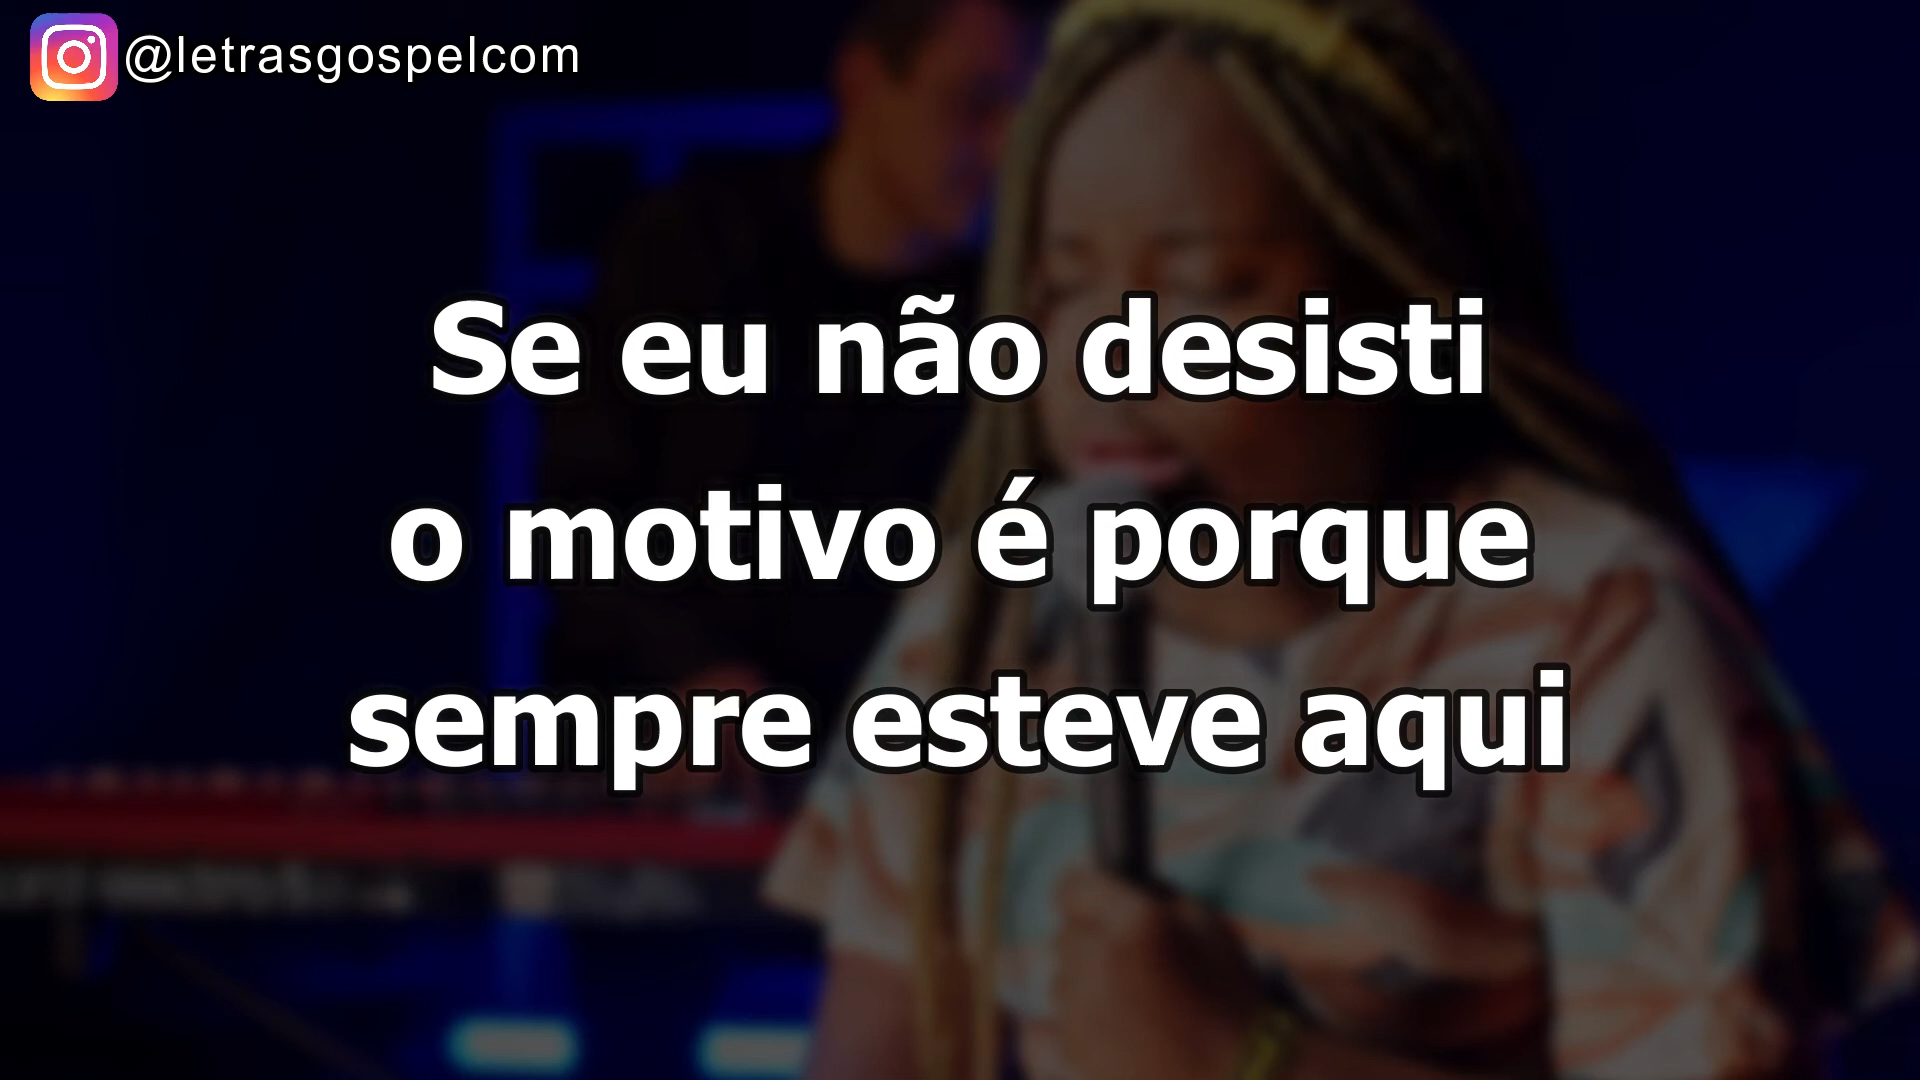 @letrasgospelcom
Se eu não desisti
o motivo é porque
sempre esteve aqui